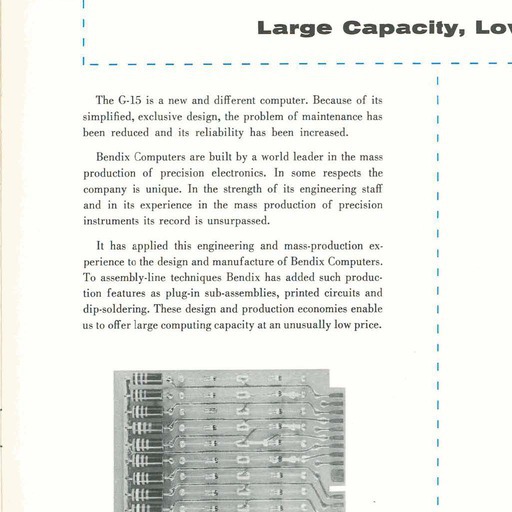 Large Capacity, Low
The G-15 is a new and different computer. Because of its
simplified, exclusive design, the problem of maintenance has
been reduced and its reliability has been increased.
Bendix Computers are built by a world leader in the mass
production of precision electronics. In some respects the
company is unique. In the strength of its engineering staff
and in its experience in the mass production of precision
instruments its record is unsurpassed.
It has applied this engineering and mass-production ex-
perience to the design and manufacture of Bendix Computers.
To assembly-line techniques Bendix has added such produc-
tion features as plug-in sub-assemblies, printed circuits and
dip-soldering. These design and production economies enable
us to offer large computing capacity at an unusually low price.